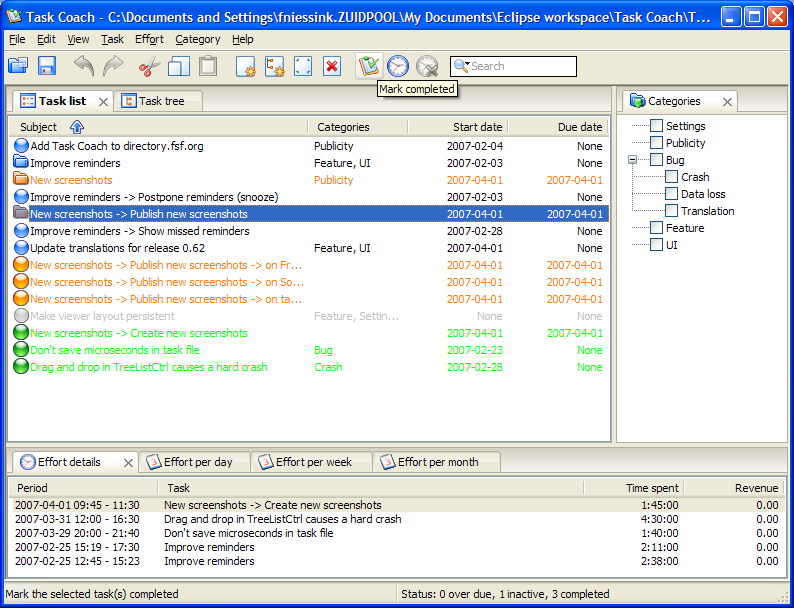 Task Coach - C:\Documents and Settings\fniessink.ZUIDPOOL\My Documents\Eclipse workspace\Task Coach\T...
File Edit View Task Effort Category Help
Search
Mark completed
Task list Task tree
Categories
Subject Categories Start date Due date
Add Task Coach to directory.fsf.org Publicity 2007-02-04 None
Improve reminders Feature, UI 2007-02-03 None
New screenshots Publicity 2007-04-01 2007-04-01
Improve reminders -> Postpone reminders (snooze) 2007-02-03 None
New screenshots -> Publish new screenshots 2007-04-01 2007-04-01
Improve reminders -> Show missed reminders 2007-02-28 None
Update translations for release 0.62 Feature, UI 2007-04-01 None
New screenshots -> Publish new screenshots -> on Fr... 2007-04-01 2007-04-01
New screenshots -> Publish new screenshots -> on So... 2007-04-01 2007-04-01
New screenshots -> Publish new screenshots -> on ta... 2007-04-01 2007-04-01
Make viewer layout persistent Feature, Settin... None None
New screenshots -> Create new screenshots 2007-04-01 2007-04-01
Don't save microseconds in task file Bug 2007-02-23 None
Drag and drop in TreeListCtrl causes a hard crash Crash 2007-02-28 None
Settings
Publicity
Bug
Crash
Data loss
Translation
Feature
UI
Effort details Effort per day Effort per week Effort per month
Period Task Time spent Revenue
2007-04-01 09:45 - 11:30 New screenshots -> Create new screenshots 1:45:00 0.00
2007-03-31 12:00 - 16:30 Drag and drop in TreeListCtrl causes a hard crash 4:30:00 0.00
2007-03-29 20:00 - 21:40 Don't save microseconds in task file 1:40:00 0.00
2007-02-25 15:19 - 17:30 Improve reminders 2:11:00 0.00
2007-02-25 12:45 - 15:23 Improve reminders 2:38:00 0.00
Mark the selected task(s) completed Status: 0 over due, 1 inactive, 3 completed